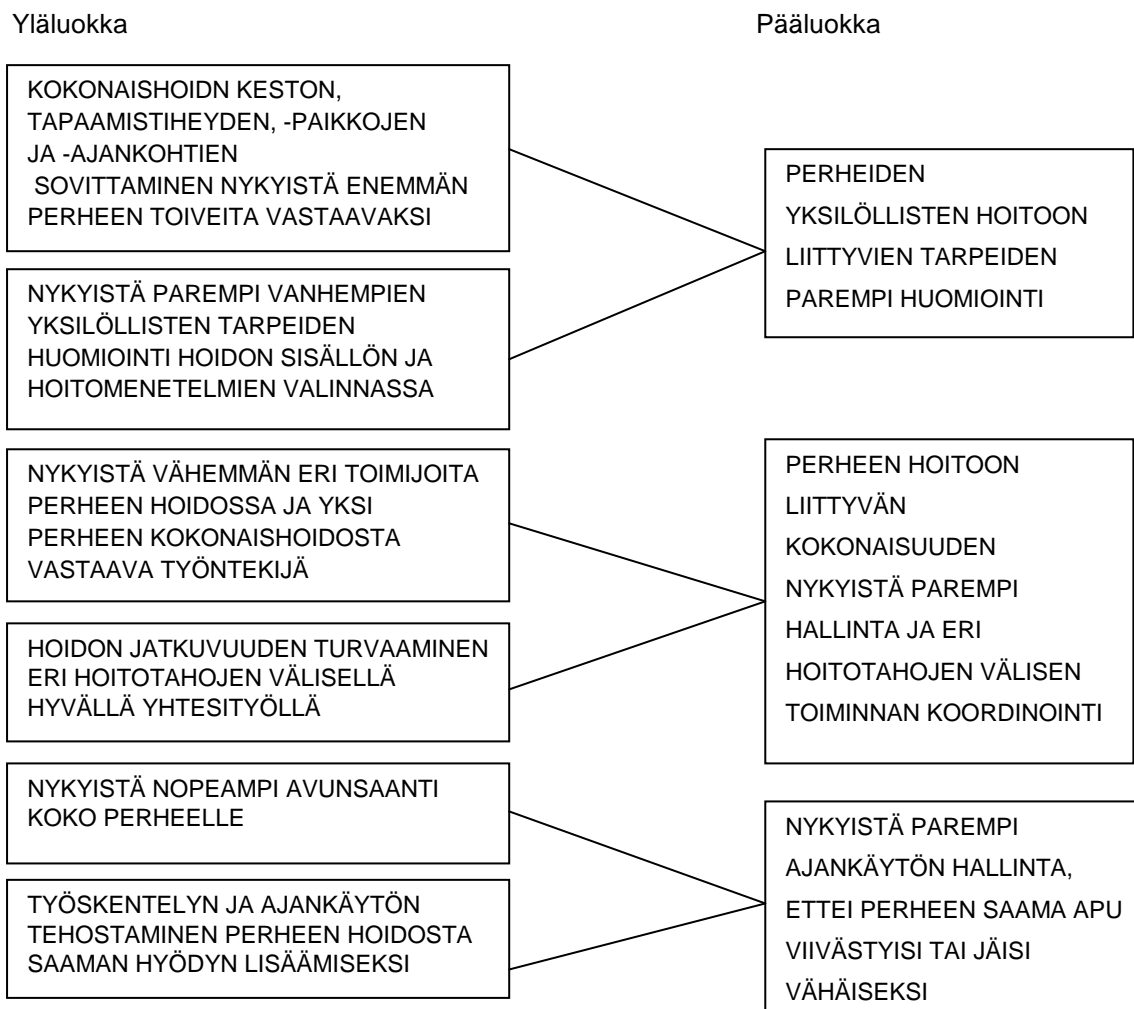 Yläluokka
Pääluokka
KOKONAISHOIDN KESTON,
TAPAAMISTIHEYDEN, -PAIKKOJEN
JA -AJANKOHTIEN
SOVITTAMINEN NYKYISTÄ ENEMMÄN
PERHEEN TOIVEITA VASTAAVAKSI
NYKYISTÄ PAREMPI VANHEMPIEN
YKSILÖLLISTEN TARPEIDEN
HUOMIOINTI HOIDON SISÄLLÖN JA
HOITOMENETELMIEN VALINNASSA
PERHEIDEN
YKSILÖLLISTEN HOITOON
LIITTYVIEN TARPEIDEN
PAREMPI HUOMIOINTI
NYKYISTÄ VÄHEMMÄN ERI TOIMIJOITA
PERHEEN HOIDOSSA JA YKSI
PERHEEN KOKONAISHOIDOSTA
VASTAAVA TYÖNTEKIJÄ
HOIDON JATKUVUUDEN TURVAAMINEN
ERI HOITOTAHOJEN VÄLISELLÄ
HYVÄLLÄ YHTESITYÖLLÄ
PERHEEN HOITOON
LIITTYVÄN
KOKONAISUUDEN
NYKYISTÄ PAREMPI
HALLINTA JA ERI
HOITOTAHOJEN VÄLISEN
TOIMINNAN KOORDINOINTI
NYKYISTÄ NOPEAMPI AVUNSAANTI
KOKO PERHEELLE
TYÖSKENTELYN JA AJANKÄYTÖN
TEHOSTAMINEN PERHEEN HOIDOSTA
SAAMAN HYÖDYN LISÄÄMISEKSI
NYKYISTÄ PAREMPI
AJANKÄYTÖN HALLINTA,
ETTEI PERHEEN SAAMA APU
VIIVÄSTYISI TAI JÄISI
VÄHÄISEKSI